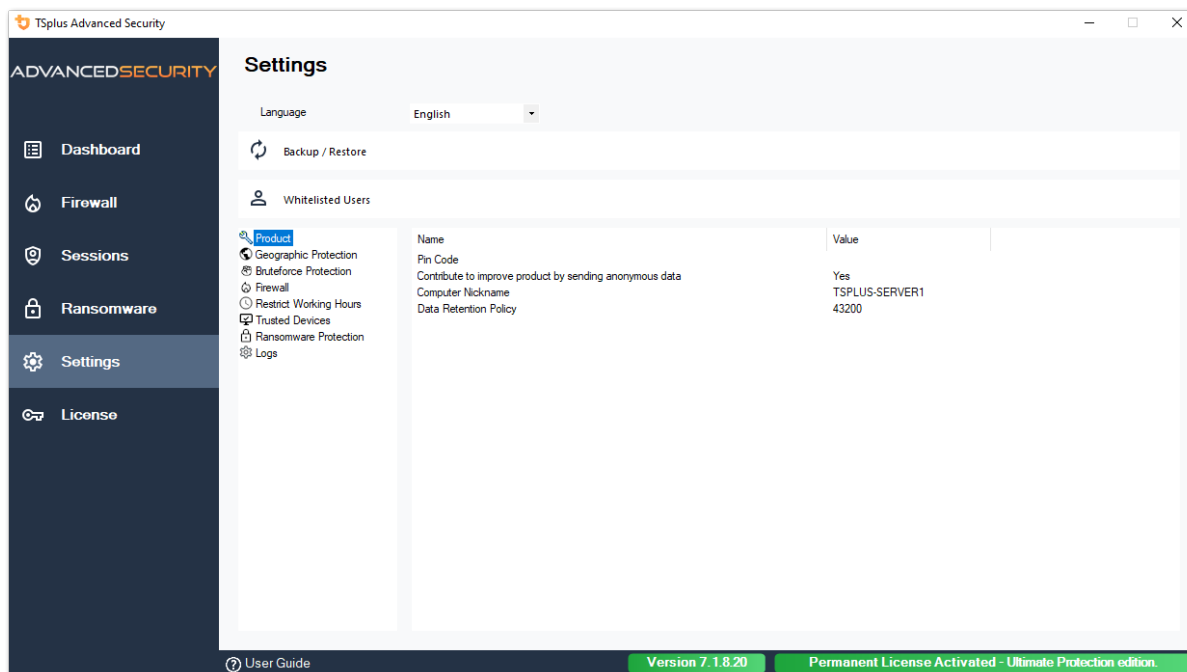 TSplus Advanced Security
ADVANCEDSECURITY
Dashboard
Firewall
Sessions
Ransomware
Settings
License
Settings
Language English
Backup / Restore
Whitelisted Users
Product
Geographic Protection
Bruteforce Protection
Firewall
Restrict Working Hours
Trusted Devices
Ransomware Protection
Logs
Name Value
Pin Code
Contribute to improve product by sending anonymous data Yes
Computer Nickname TSPLUS-SERVER1
Data Retention Policy 43200
User Guide Version 7.1.8.20 Permanent License Activated - Ultimate Protection edition.